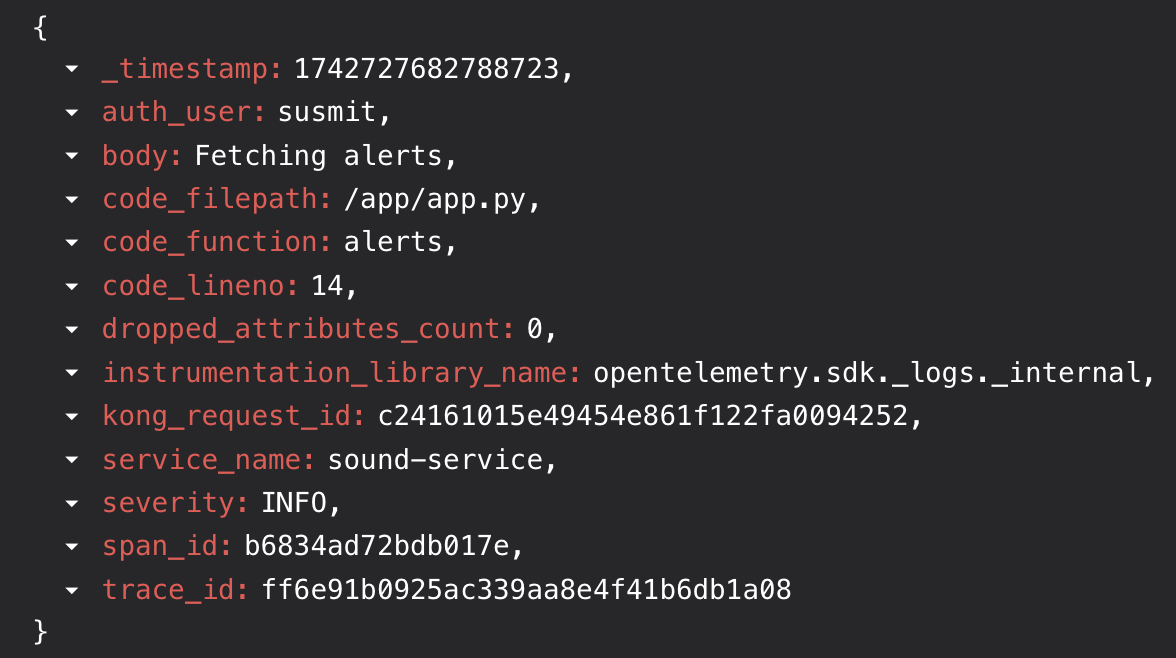 {
_timestamp: 1742727682788723,
auth_user: susmit,
body: Fetching alerts,
code_filepath: /app/app.py,
code_function: alerts,
code_lineno: 14,
dropped_attributes_count: 0,
instrumentation_library_name: opentelemetry.sdk._logs._internal,
kong_request_id: c24161015e49454e861f122fa0094252,
service_name: sound-service,
severity: INFO,
span_id: b6834ad72bdb017e,
trace_id: ff6e91b0925ac339aa8e4f41b6db1a08
}